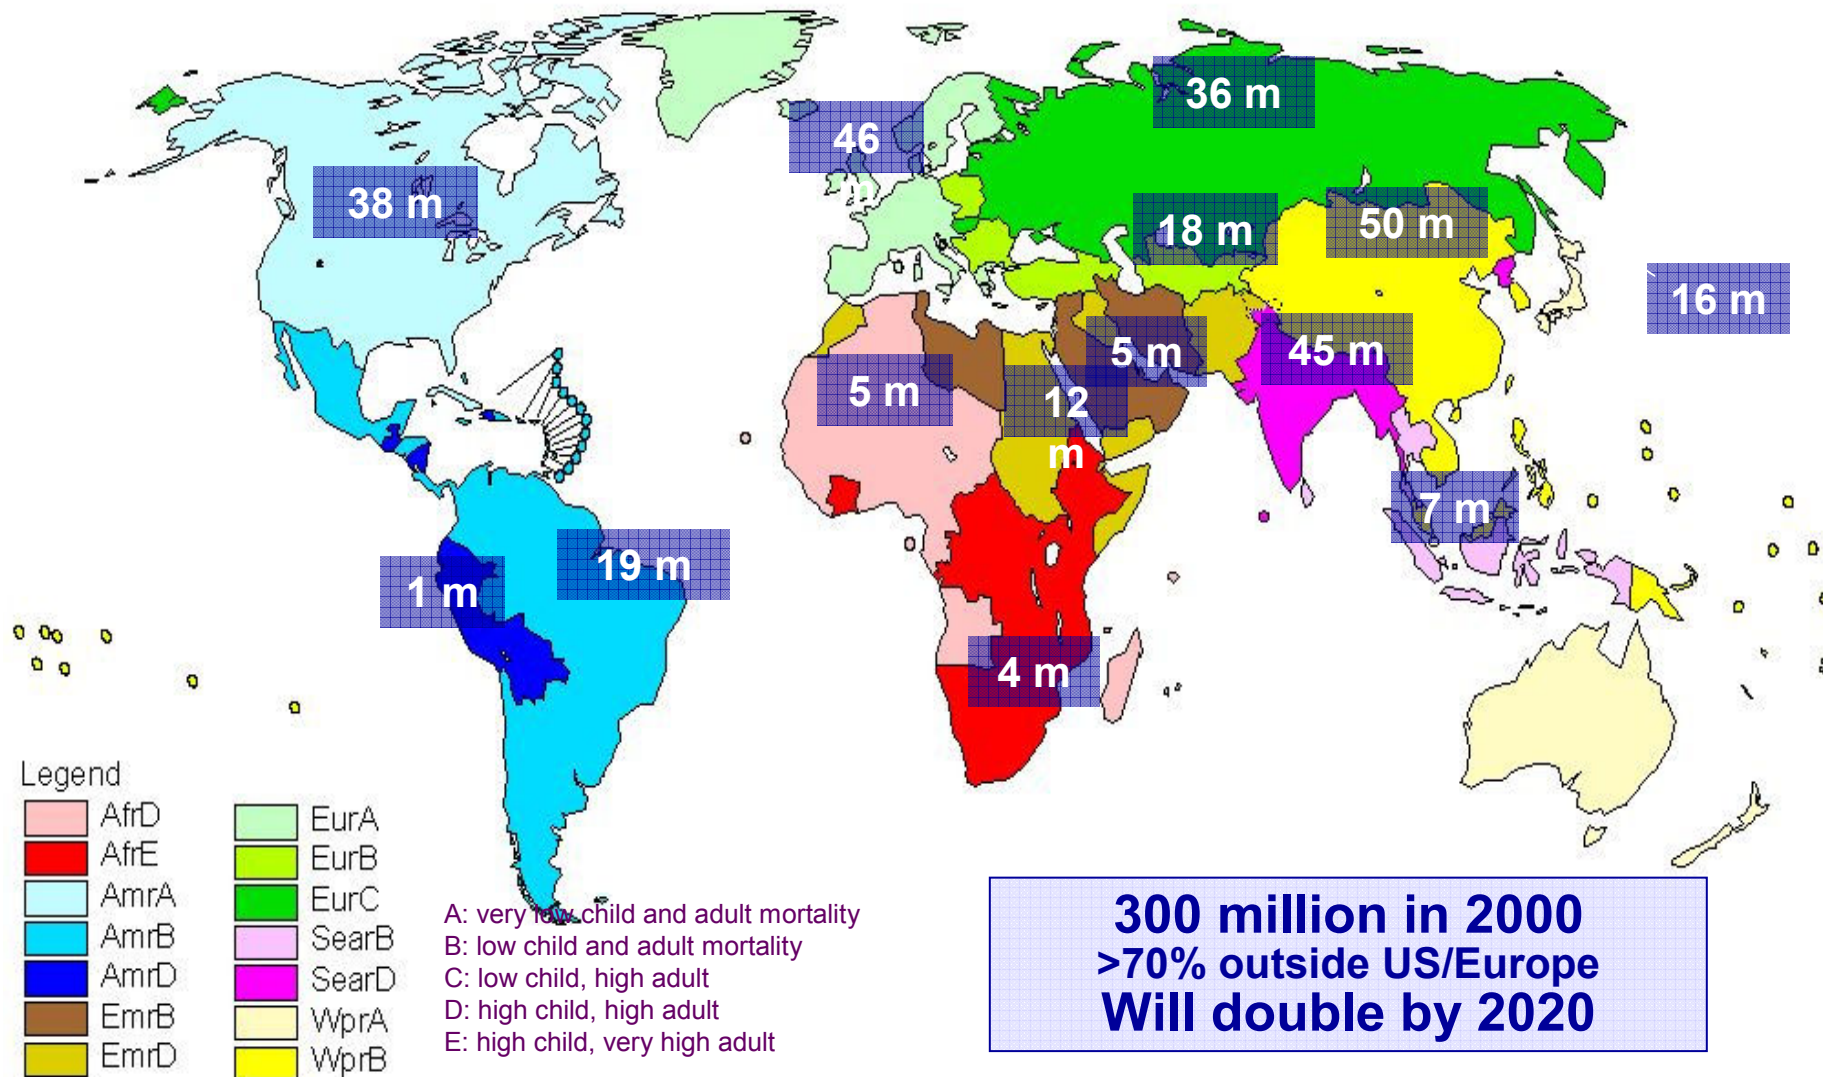 36 m
46
m
38 m
18 m
50 m
16 m
5 m
45 m
5 m
12
m
7 m
19 m
1 m
4 m
Legend
AfrD
AfrE
AmrA
AmrB
AmrD
EmrB
EmrD
EurA
EurB
EurC
SearB
SearD
WprA
WprB
A: very low child and adult mortality
B: low child and adult mortality
C: low child, high adult
D: high child, high adult
E: high child, very high adult
300 million in 2000
>70% outside US/Europe
Will double by 2020